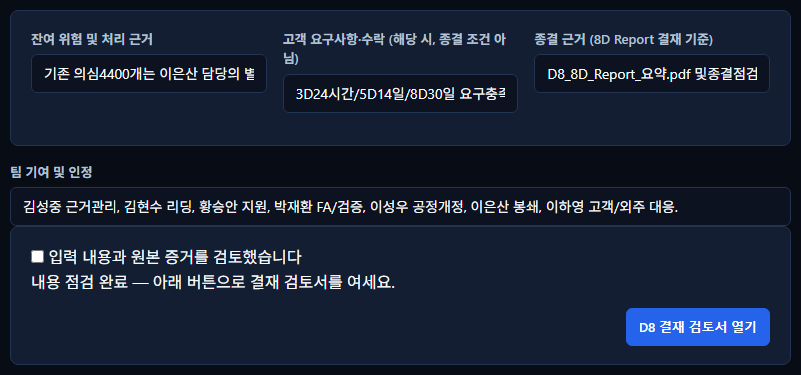 잔여 위험 및 처리 근거
기존 의심4400개는 이은산 담당의 별
고객 요구사항·수락 (해당 시, 종결 조건 아
님)
3D24시간/5D14일/8D30일 요구충족
종결 근거 (8D Report 결재 기준)
D8_8D_Report_요약.pdf 및종결점검
팀 기여 및 인정
김성중 근거관리, 김현수 리딩, 황승안 지원, 박재환 FA/검증, 이성우 공정개정, 이은산 봉쇄, 이하영 고객/외주 대응.
입력 내용과 원본 증거를 검토했습니다
내용 점검 완료 — 아래 버튼으로 결재 검토서를 여세요.
D8 결재 검토서 열기